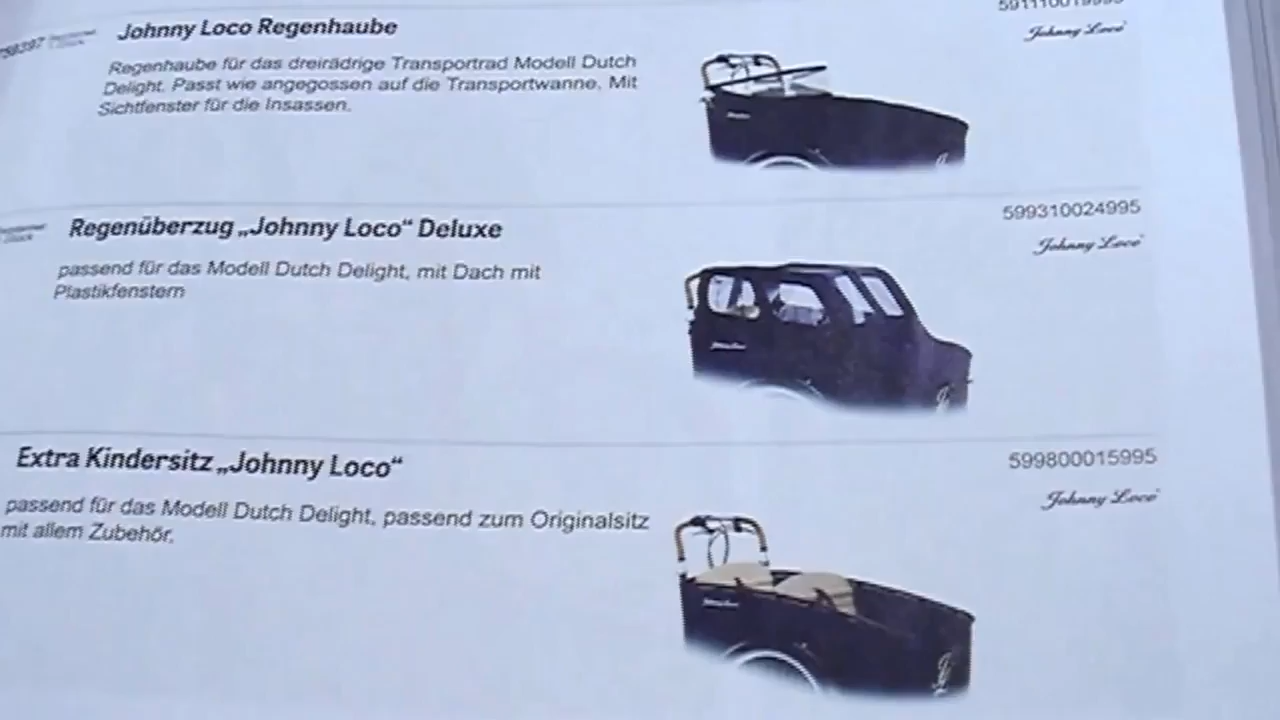 Johnny Loco Regenhaube
Regenhaube für das dreirädrige Transportrad Modell Dutch
Delight. Passt wie angegossen auf die Transportwanne. Mit
Sichtfenster für die Insassen.
Johnny Loco
Regenüberzug „Johnny Loco“ Deluxe
passend für das Modell Dutch Delight, mit Dach mit
Plastikfenstern
599310024995
Johnny Loco
Extra Kindersitz „Johnny Loco“
passend für das Modell Dutch Delight, passend zum Originalsitz
mit allem Zubehör.
599800015995
Johnny Loco